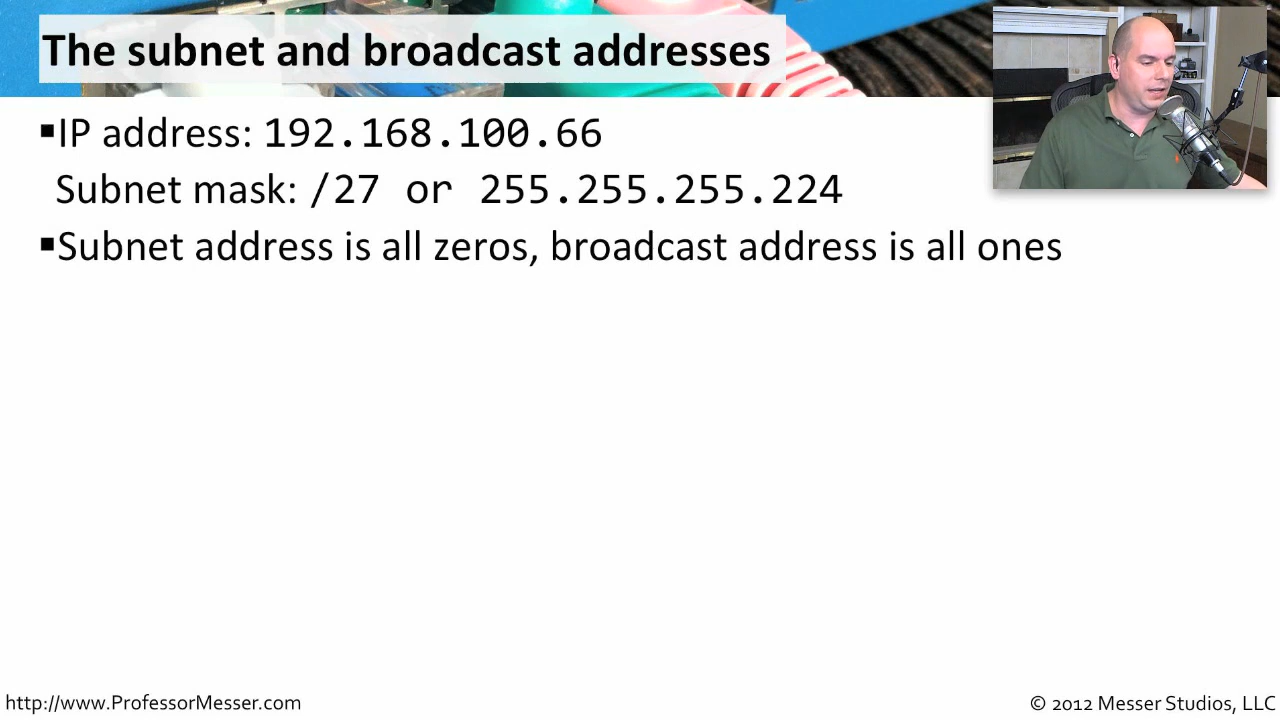 The subnet and broadcast addresses
▪IP address: 192.168.100.66
Subnet mask: /27 or 255.255.255.224
▪Subnet address is all zeros, broadcast address is all ones
http://www.ProfessorMesser.com
© 2012 Messer Studios, LLC